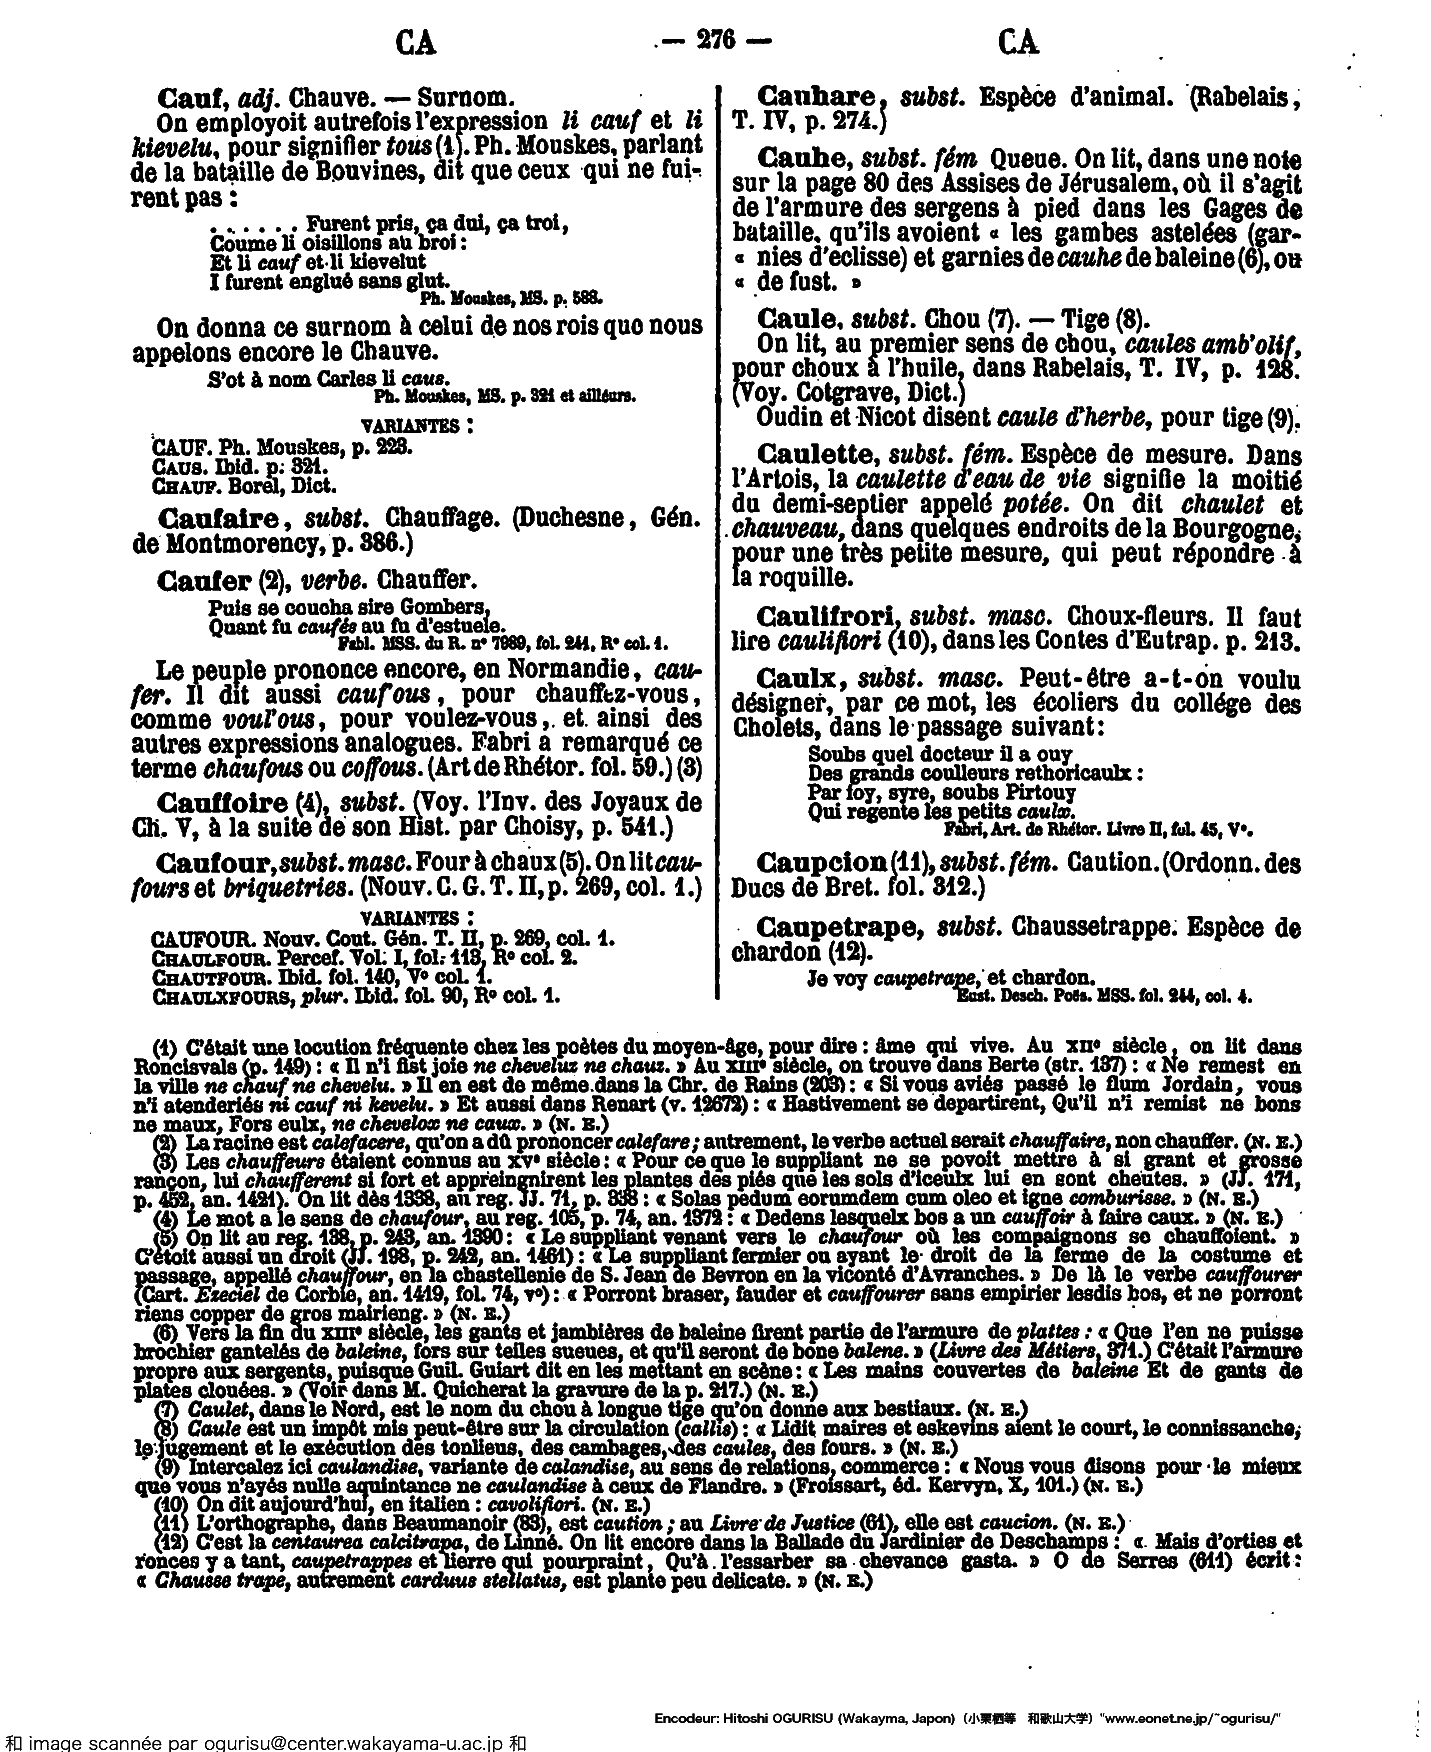 CA
— 276 —
CA
Cauf, adj. Chauve. — Surnom.
On employoit autrefois l'expression li cauf et li
kievelu, pour signifier tous (1). Ph. Mouskes, parlant
de la bataille de Bouvines, dit que ceux qui ne fui-
rent pas :
. . . . . . Furent pris, ça dui, ça troi,
Coume li oisillons au broi :
Et li cauf et li kievelut
I furent englué sans glut.
Ph. Mouskes, MS. p. 588.
On donna ce surnom à celui de nos rois que nous
appelons encore le Chauve.
S'ot à nom Carles li caus.
Ph. Mouskes, MS. p. 321 et ailleurs.
VARIANTES :
CAUF. Ph. Mouskes, p. 223.
CAUS. Ibid. p. 321.
CHAUF. Borel, Dict.
Caufaire, subst. Chauffage. (Duchesne, Gén.
de Montmorency, p. 386.)
Caufer (2), verbe. Chauffer.
Puis se coucha sire Gombers,
Quant fu caufés au fu d'estuele.
Fabl. MSS. du R. n° 7989, fol. 241, R° col. 1.
Le peuple prononce encore, en Normandie, cau-
fer. Il dit aussi cauf'ous, pour chauffez-vous,
comme voul'ous, pour voulez-vous, et ainsi des
autres expressions analogues. Fabri a remarqué ce
terme chaufous ou coffous. (Art de Rhétor. fol. 59.) (3)
Cauffoire (4), subst. (Voy. l'Inv. des Joyaux de
Ch. V, à la suite de son Hist. par Choisy, p. 541.)
Caufour, subst. masc. Four à chaux (5). On lit cau-
fours et briquetries. (Nouv. C. G. T. II, p. 269, col. 1.)
VARIANTES :
CAUFOUR. Nouv. Cout. Gén. T. II, p. 269, col. 1.
CHAULFOUR. Percef. Vol. I, fol. 113, R° col. 2.
CHAUTFOUR. Ibid. fol. 140, V° col. 1.
CHAULXFOURS, plur. Ibid. fol. 90, R° col. 1.
Cauhare, subst. Espèce d'animal. (Rabelais,
T. IV, p. 274.)
Cauhe, subst. fém Queue. On lit, dans une note
sur la page 80 des Assises de Jérusalem, où il s'agit
de l'armure des sergens à pied dans les Gages de
bataille, qu'ils avoient « les gambes astelées (gar-
« nies d'eclisse) et garnies de cauhe de baleine (6), ou
« de fust. »
Caule, subst. Chou (7). — Tige (8).
On lit, au premier sens de chou, caules amb'olif,
pour choux à l'huile, dans Rabelais, T. IV, p. 128.
(Voy. Cotgrave, Dict.)
Oudin et Nicot disent caule d'herbe, pour tige (9).
Caulette, subst. fém. Espèce de mesure. Dans
l'Artois, la caulette d'eau de vie signifie la moitié
du demi-septier appelé potée. On dit chaulet et
chauveau, dans quelques endroits de la Bourgogne,
pour une très petite mesure, qui peut répondre à
la roquille.
Caulifrori, subst. masc. Choux-fleurs. Il faut
lire caulifiori (10), dans les Contes d'Eutrap. p. 213.
Caulx, subst. masc. Peut-être a-t-on voulu
désigner, par ce mot, les écoliers du collége des
Cholets, dans le passage suivant :
Soubs quel docteur il a ouy
Des grands coulleurs rethoricaulx :
Par foy, syre, soubs Pirtouy
Qui regente les petits caulx.
Fabri, Art. de Rhétor. Livre II, ful. 45, V°.
Caupcion (11), subst. fém. Caution. (Ordonn. des
Ducs de Bret. fol. 312.)
Caupetrape, subst. Chaussetrappe. Espèce de
chardon (12).
Je voy caupetrape, et chardon.
Eust. Desch. Poës. MSS. fol. 244, col. 4.
(1) C'était une locution fréquente chez les poètes du moyen-âge, pour dire : âme qui vive. Au XIIe siècle, on lit dans
Roncisvals (p. 149) : « Il n'i fist joie ne cheveluz ne chauz. » Au XIIIe siècle, on trouve dans Berte (str. 137) : « Ne remest en
la ville ne chauf ne chevelu. » Il en est de même dans la Chr. de Rains (203) : « Si vous aviés passé le flum Jordain, vous
n'i atenderiés ni cauf ni kevelu. » Et aussi dans Renart (v. 12672) : « Hastivement se departirent, Qu'il n'i remist ne bons
ne maux, Fors eulx, ne chevelox ne caux. » (N. E.)
(2) La racine est calefacere, qu'on a dû prononcer calefare ; autrement, le verbe actuel serait chauffaire, non chauffer. (N. E.)
(3) Les chauffeurs étaient connus au XVe siècle : « Pour ce que le suppliant ne se povoit mettre à si grant et grosse
rançon, lui chaufferent si fort et appreingnirent les plantes des piés que les sols d'iceulx lui en sont cheutes. » (JJ. 171,
p. 452, an. 1421). On lit dès 1338, au reg. JJ. 71, p. 338 : « Solas pedum eorumdem cum oleo et igne comburisse. » (N. E.)
(4) Le mot a le sens de chaufour, au reg. 105, p. 74, an. 1372 : « Dedens lesquelx bos a un cauffoir à faire caux. » (N. E.)
(5) On lit au reg. 138, p. 243, an. 1390 : « Le suppliant venant vers le chaufour où les compaignons se chauffoient. »
C'étoit aussi un droit (JJ. 198, p. 242, an. 1461) : « Le suppliant fermier ou ayant le droit de la ferme de la costume et
passage, appellé chauffour, en la chastellenie de S. Jean de Bevron en la viconté d'Avranches. » De là le verbe cauffourer
(Cart. Ezeciel de Corbie, an. 1419, fol. 74, v°) : « Porront braser, fauder et cauffourer sans empirier lesdis bos, et ne porront
riens copper de gros mairieng. » (N. E.)
(6) Vers la fin du XIIIe siècle, les gants et jambières de baleine firent partie de l'armure de plattes : « Que l'en ne puisse
brochier gantelés de baleine, fors sur telles sueues, et qu'il seront de bone balene. » (Livre des Métiers, 371.) C'était l'armure
propre aux sergents, puisque Guil. Guiart dit en les mettant en scène : « Les mains couvertes de baleine Et de gants de
plates clouées. » (Voir dans M. Quicherat la gravure de la p. 217.) (N. E.)
(7) Caulet, dans le Nord, est le nom du chou à longue tige qu'on donne aux bestiaux. (N. E.)
(8) Caule est un impôt mis peut-être sur la circulation (callis) : « Lidit maires et eskevins aient le court, le connissanche,
le jugement et le exécution des tonlieus, des cambages, des caules, des fours. » (N. E.)
(9) Intercalez ici caulandise, variante de calandise, au sens de relations, commerce : « Nous vous disons pour le mieux
que vous n'ayés nulle aquintance ne caulandise à ceux de Flandre. » (Froissart, éd. Kervyn, X, 101.) (N. E.)
(10) On dit aujourd'hui, en italien : cavolifiori. (N. E.)
(11) L'orthographe, dans Beaumanoir (83), est caution ; au Livre de Justice (61), elle est caucion. (N. E.)
(12) C'est la centaurea calcitrapa, de Linné. On lit encore dans la Ballade du Jardinier de Deschamps : « Mais d'orties et
ronces y a tant, caupetrappes et lierre qui pourpraint, Qu'à l'essarber sa chevance gasta. » O de Serres (611) écrit :
« Chausse trape, autrement carduus stellatus, est plante peu delicate. » (N. E.)
Encodeur: Hitoshi OGURISU (Wakayma, Japon) (小栗栖等 和歌山大学) "www.eonet.ne.jp/~ogurisu/"
和 image scannée par ogurisu@center.wakayama-u.ac.jp 和